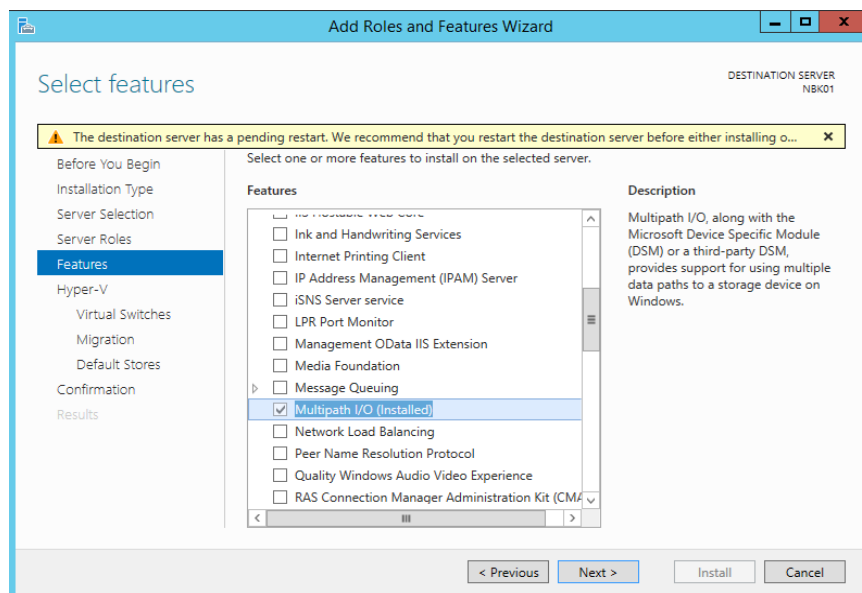 Add Roles and Features Wizard
Select features
DESTINATION SERVER
NBK01
The destination server has a pending restart. We recommend that you restart the destination server before either installing o...
Before You Begin
Installation Type
Server Selection
Server Roles
Features
Hyper-V
Virtual Switches
Migration
Default Stores
Confirmation
Results
Select one or more features to install on the selected server.
Features
IIS Hostable Web Core
Ink and Handwriting Services
Internet Printing Client
IP Address Management (IPAM) Server
iSNS Server service
LPR Port Monitor
Management OData IIS Extension
Media Foundation
Message Queuing
Multipath I/O (Installed)
Network Load Balancing
Peer Name Resolution Protocol
Quality Windows Audio Video Experience
RAS Connection Manager Administration Kit (CMA
Description
Multipath I/O, along with the
Microsoft Device Specific Module
(DSM) or a third-party DSM,
provides support for using multiple
data paths to a storage device on
Windows.
< Previous
Next >
Install
Cancel